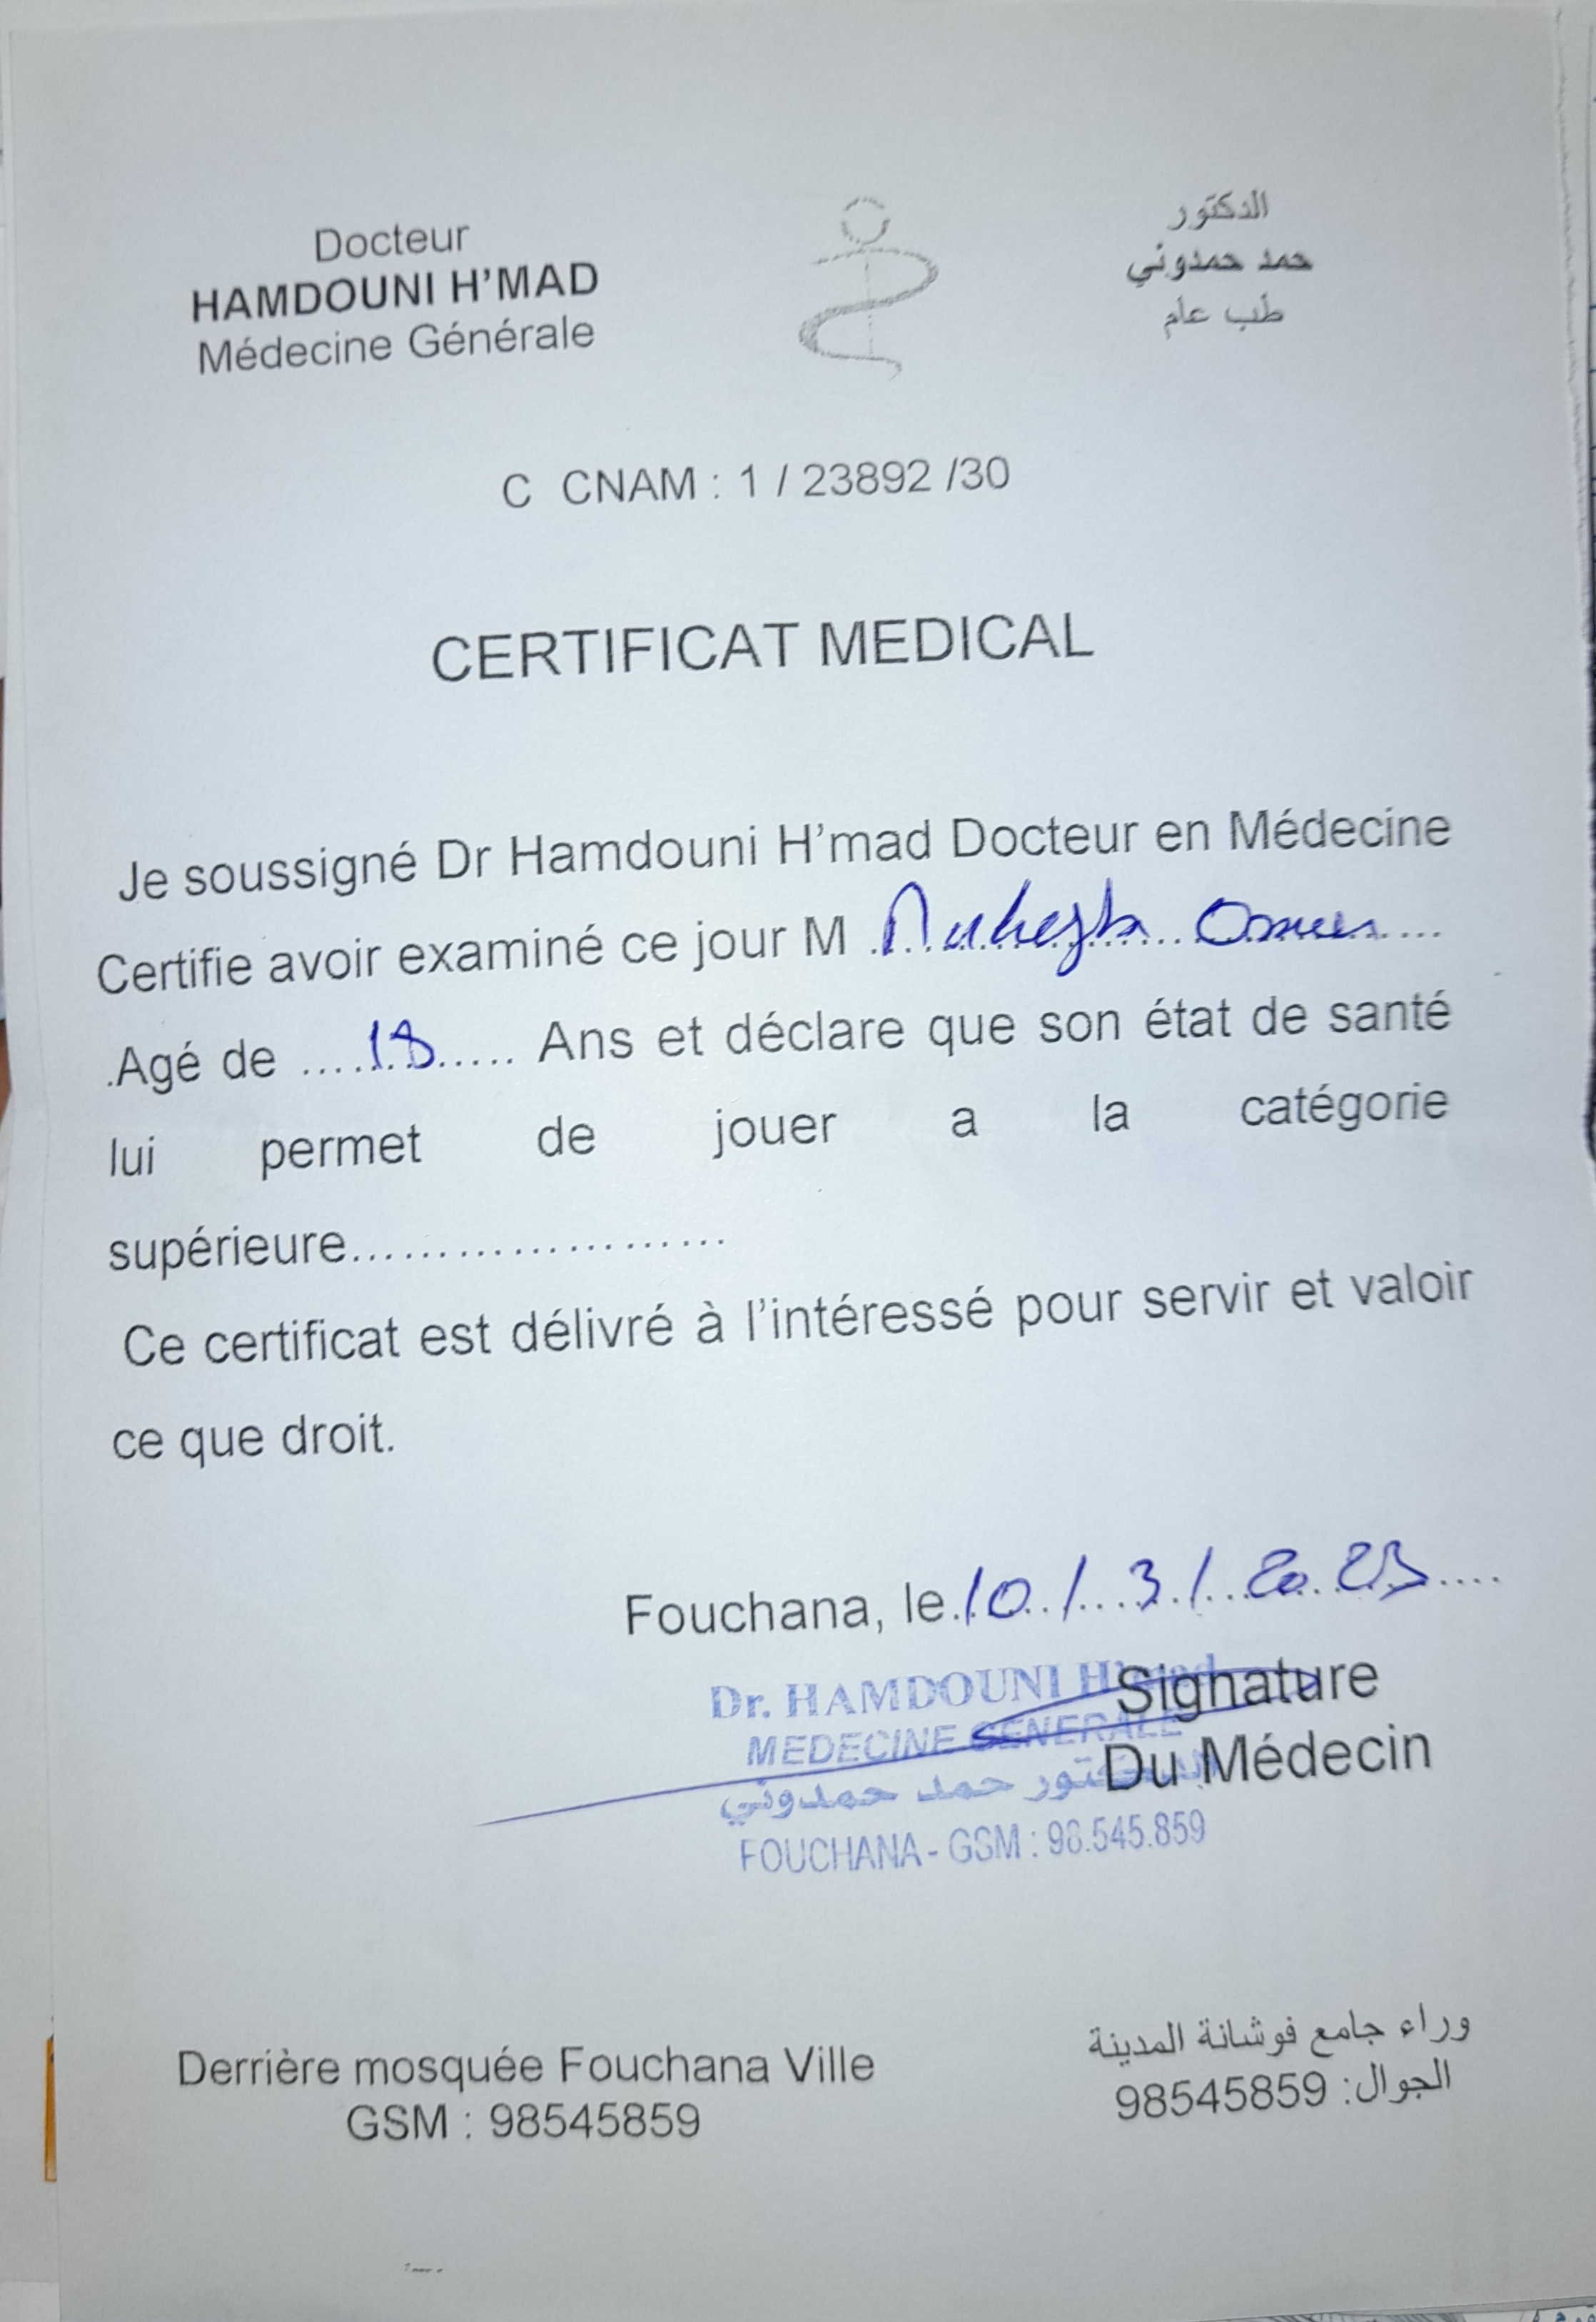 Docteur
HAMDOUNI H'MAD
Médecine Générale
الدكتور
حمد حمدوني
طب عام
C CNAM : 1 / 23892 /30
CERTIFICAT MEDICAL
Je soussigné Dr Hamdouni H'mad Docteur en Médecine
Certifie avoir examiné ce jour M ....................
.Agé de ....18..... Ans et déclare que son état de santé
lui permet de jouer a la catégorie
supérieure......................
Ce certificat est délivré à l'intéressé pour servir et valoir
ce que droit.
Fouchana, le.10./...3./..2023....
Signature
Du Médecin
Dr. HAMDOUNI H'mad
MEDECINE GENERALE
الدكتور حمد حمدوني
FOUCHANA - GSM : 98.545.859
Derrière mosquée Fouchana Ville
GSM : 98545859
وراء جامع فوشانة المدينة
الجوال: 98545859